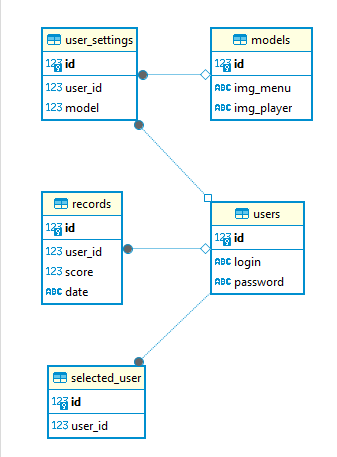 user_settings
123 id
123 user_id
123 model
models
123 id
ABC img_menu
ABC img_player
records
123 id
123 user_id
123 score
ABC date
users
123 id
ABC login
ABC password
selected_user
123 id
123 user_id